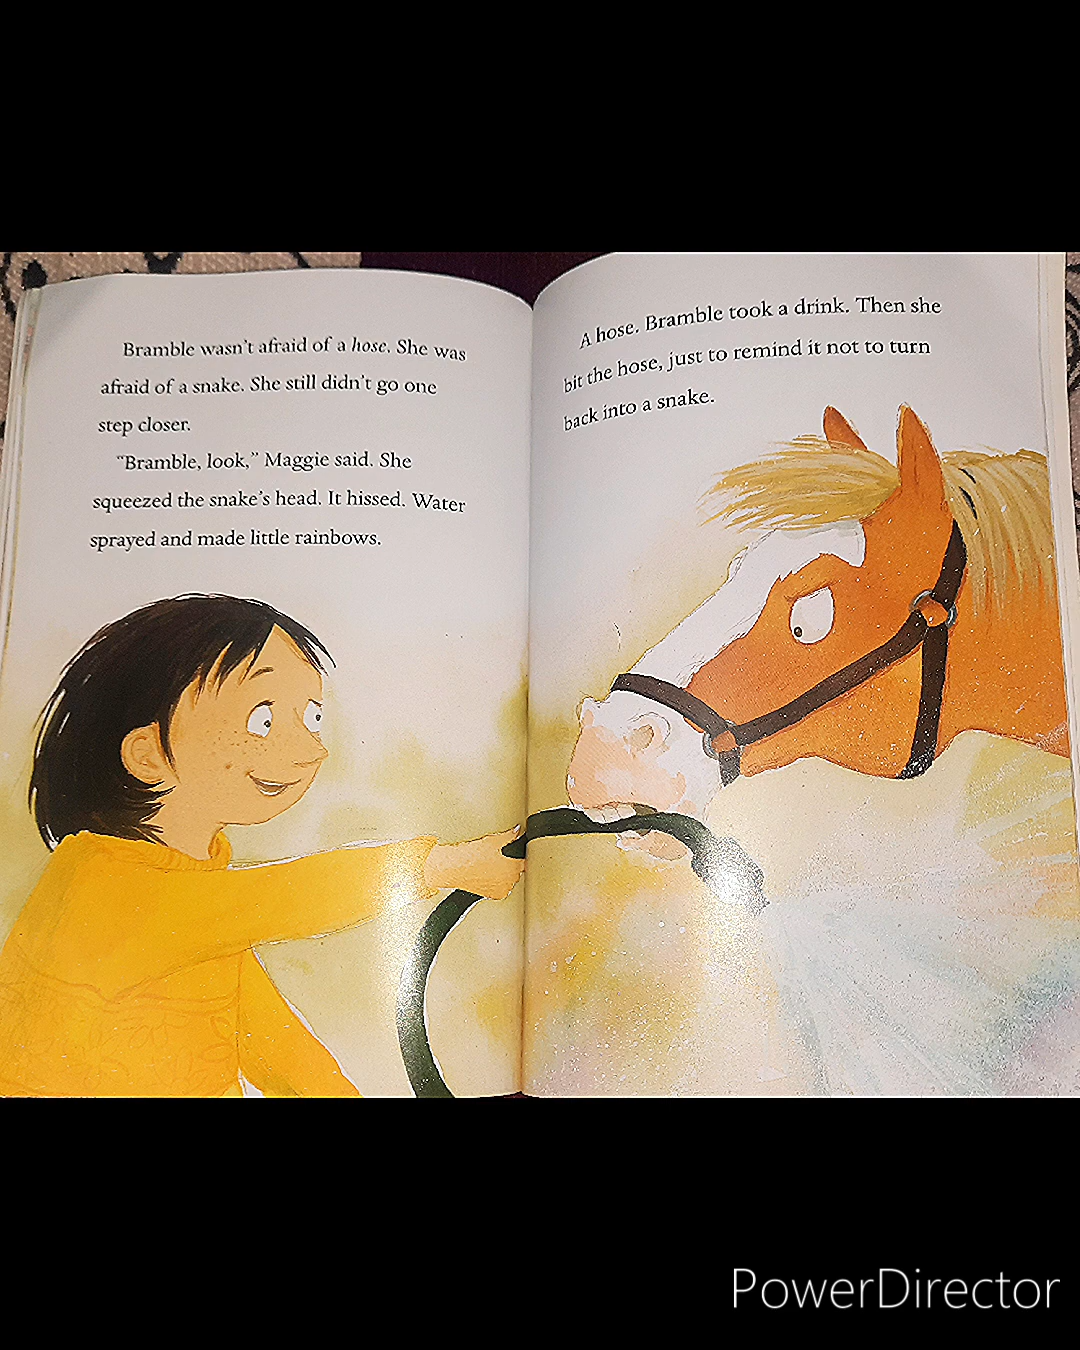 Bramble wasn't afraid of a hose. She was
afraid of a snake. She still didn't go one
step closer.
“Bramble, look,” Maggie said. She
squeezed the snake's head. It hissed. Water
sprayed and made little rainbows.
A hose. Bramble took a drink. Then she
bit the hose, just to remind it not to turn
back into a snake.
PowerDirector